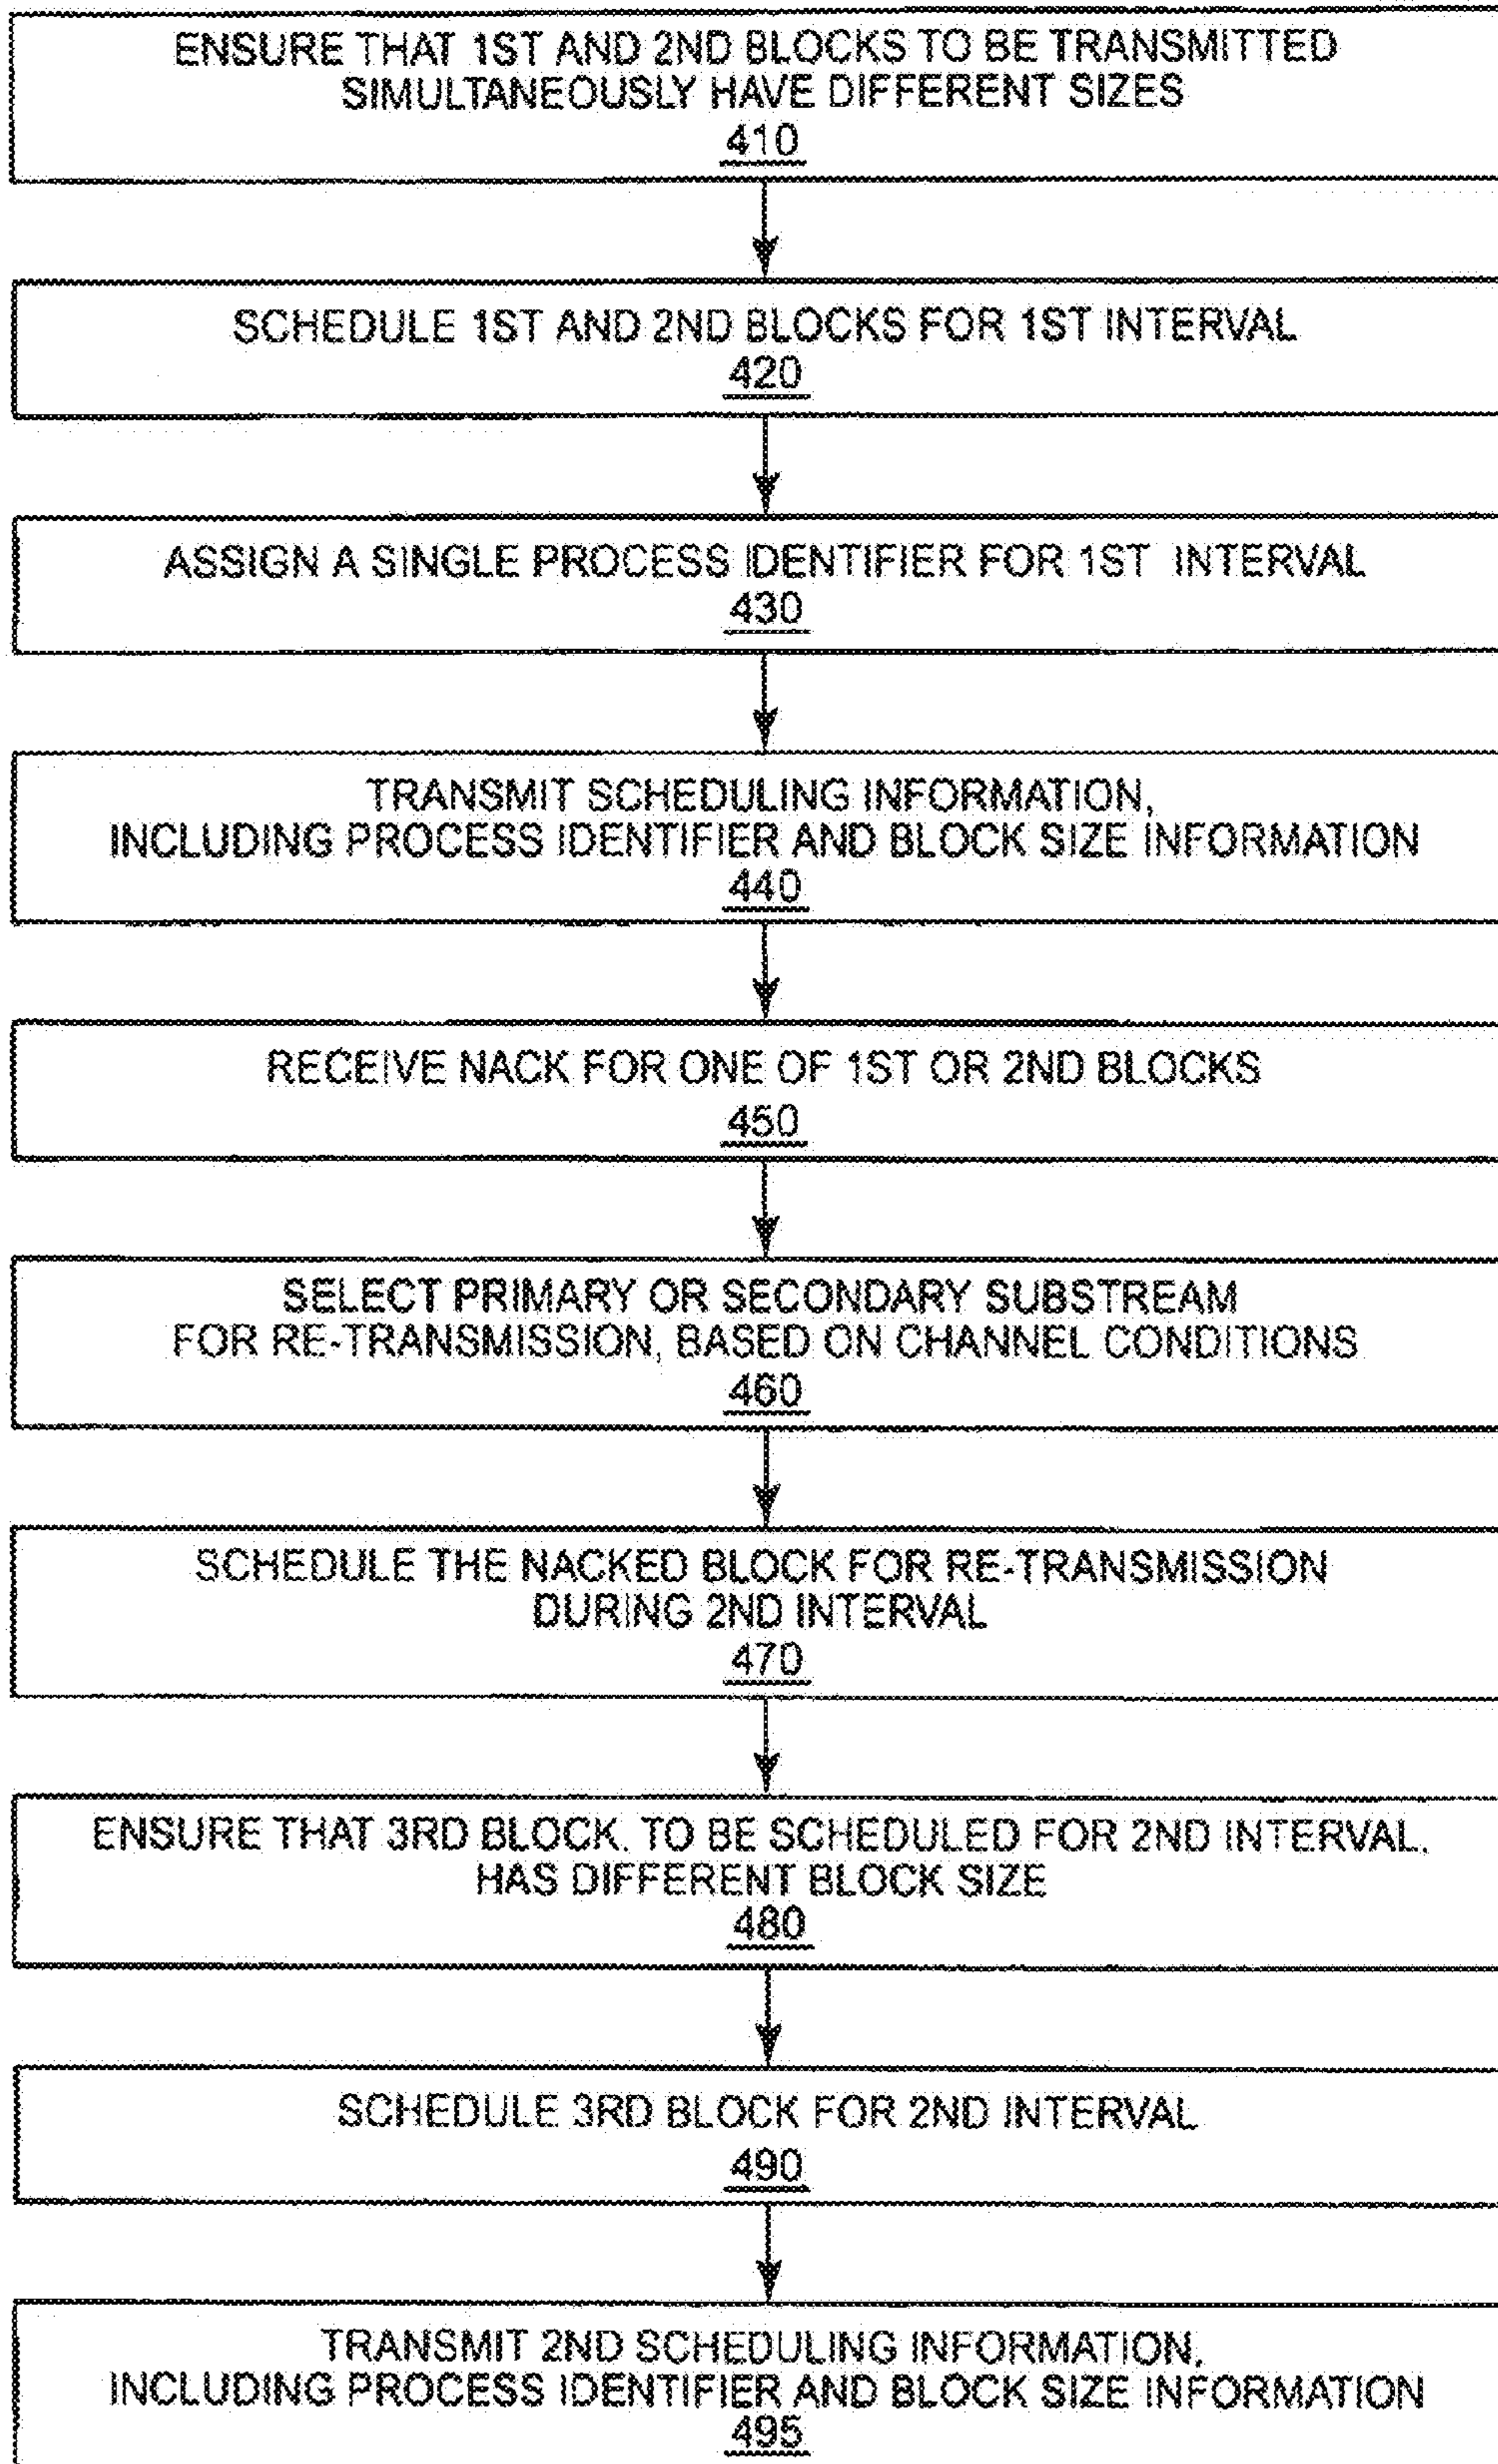 ENSURE THAT 1ST AND 2ND BLOCKS TO BE TRANSMITTED
SIMULTANEOUSLY HAVE DIFFERENT SIZES
410
SCHEDULE 1ST AND 2ND BLOCKS FOR 1ST INTERVAL
420
ASSIGN A SINGLE PROCESS IDENTIFIER FOR 1ST INTERVAL
430
TRANSMIT SCHEDULING INFORMATION,
INCLUDING PROCESS IDENTIFIER AND BLOCK SIZE INFORMATION
440
RECEIVE NACK FOR ONE OF 1ST OR 2ND BLOCKS
450
SELECT PRIMARY OR SECONDARY SUBSTREAM
FOR RE-TRANSMISSION, BASED ON CHANNEL CONDITIONS
460
SCHEDULE THE NACKED BLOCK FOR RE-TRANSMISSION
DURING 2ND INTERVAL
470
ENSURE THAT 3RD BLOCK, TO BE SCHEDULED FOR 2ND INTERVAL,
HAS DIFFERENT BLOCK SIZE
480
SCHEDULE 3RD BLOCK FOR 2ND INTERVAL
490
TRANSMIT 2ND SCHEDULING INFORMATION,
INCLUDING PROCESS IDENTIFIER AND BLOCK SIZE INFORMATION
495